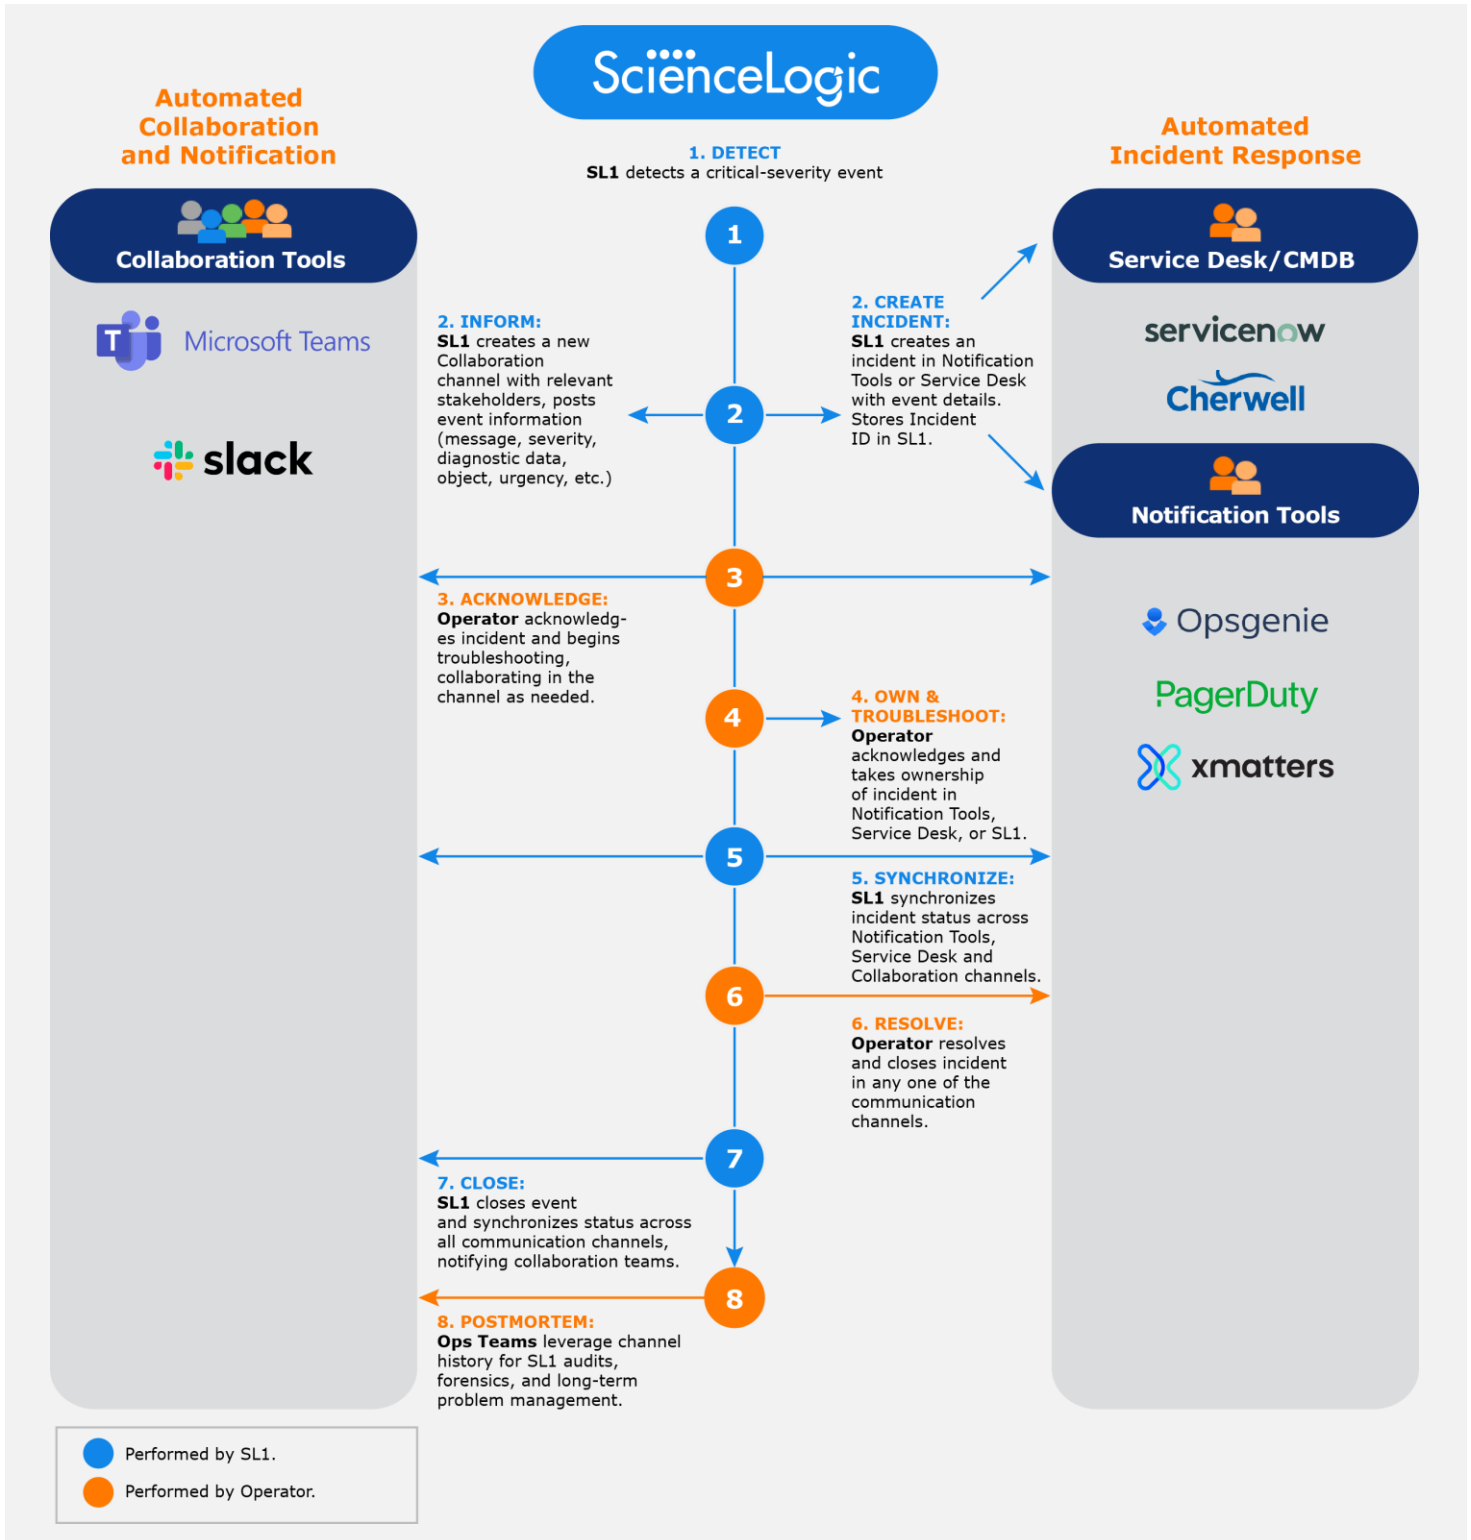 ScienceLogic
Automated
Collaboration
and Notification
Automated
Incident Response
1. DETECT
SL1 detects a critical-severity event
Collaboration Tools
T
Microsoft Teams
slack
1
Service Desk/CMDB
servicenow
Cherwell
2. INFORM:
SL1 creates a new
Collaboration
channel with relevant
stakeholders, posts
event information
(message, severity,
diagnostic data,
object, urgency, etc.)
2
2. CREATE
INCIDENT:
SL1 creates an
incident in Notification
Tools or Service Desk
with event details.
Stores Incident
ID in SL1.
Notification Tools
Opsgenie
PagerDuty
xmatters
3
3. ACKNOWLEDGE:
Operator acknowledg-
es incident and begins
troubleshooting,
collaborating in the
channel as needed.
4
4. OWN &
TROUBLESHOOT:
Operator
acknowledges and
takes ownership
of incident in
Notification Tools,
Service Desk, or SL1.
5
5. SYNCHRONIZE:
SL1 synchronizes
incident status across
Notification Tools,
Service Desk and
Collaboration channels.
6
6. RESOLVE:
Operator resolves
and closes incident
in any one of the
communication
channels.
7
7. CLOSE:
SL1 closes event
and synchronizes status across
all communication channels,
notifying collaboration teams.
8
8. POSTMORTEM:
Ops Teams leverage channel
history for SL1 audits,
forensics, and long-term
problem management.
Performed by SL1.
Performed by Operator.